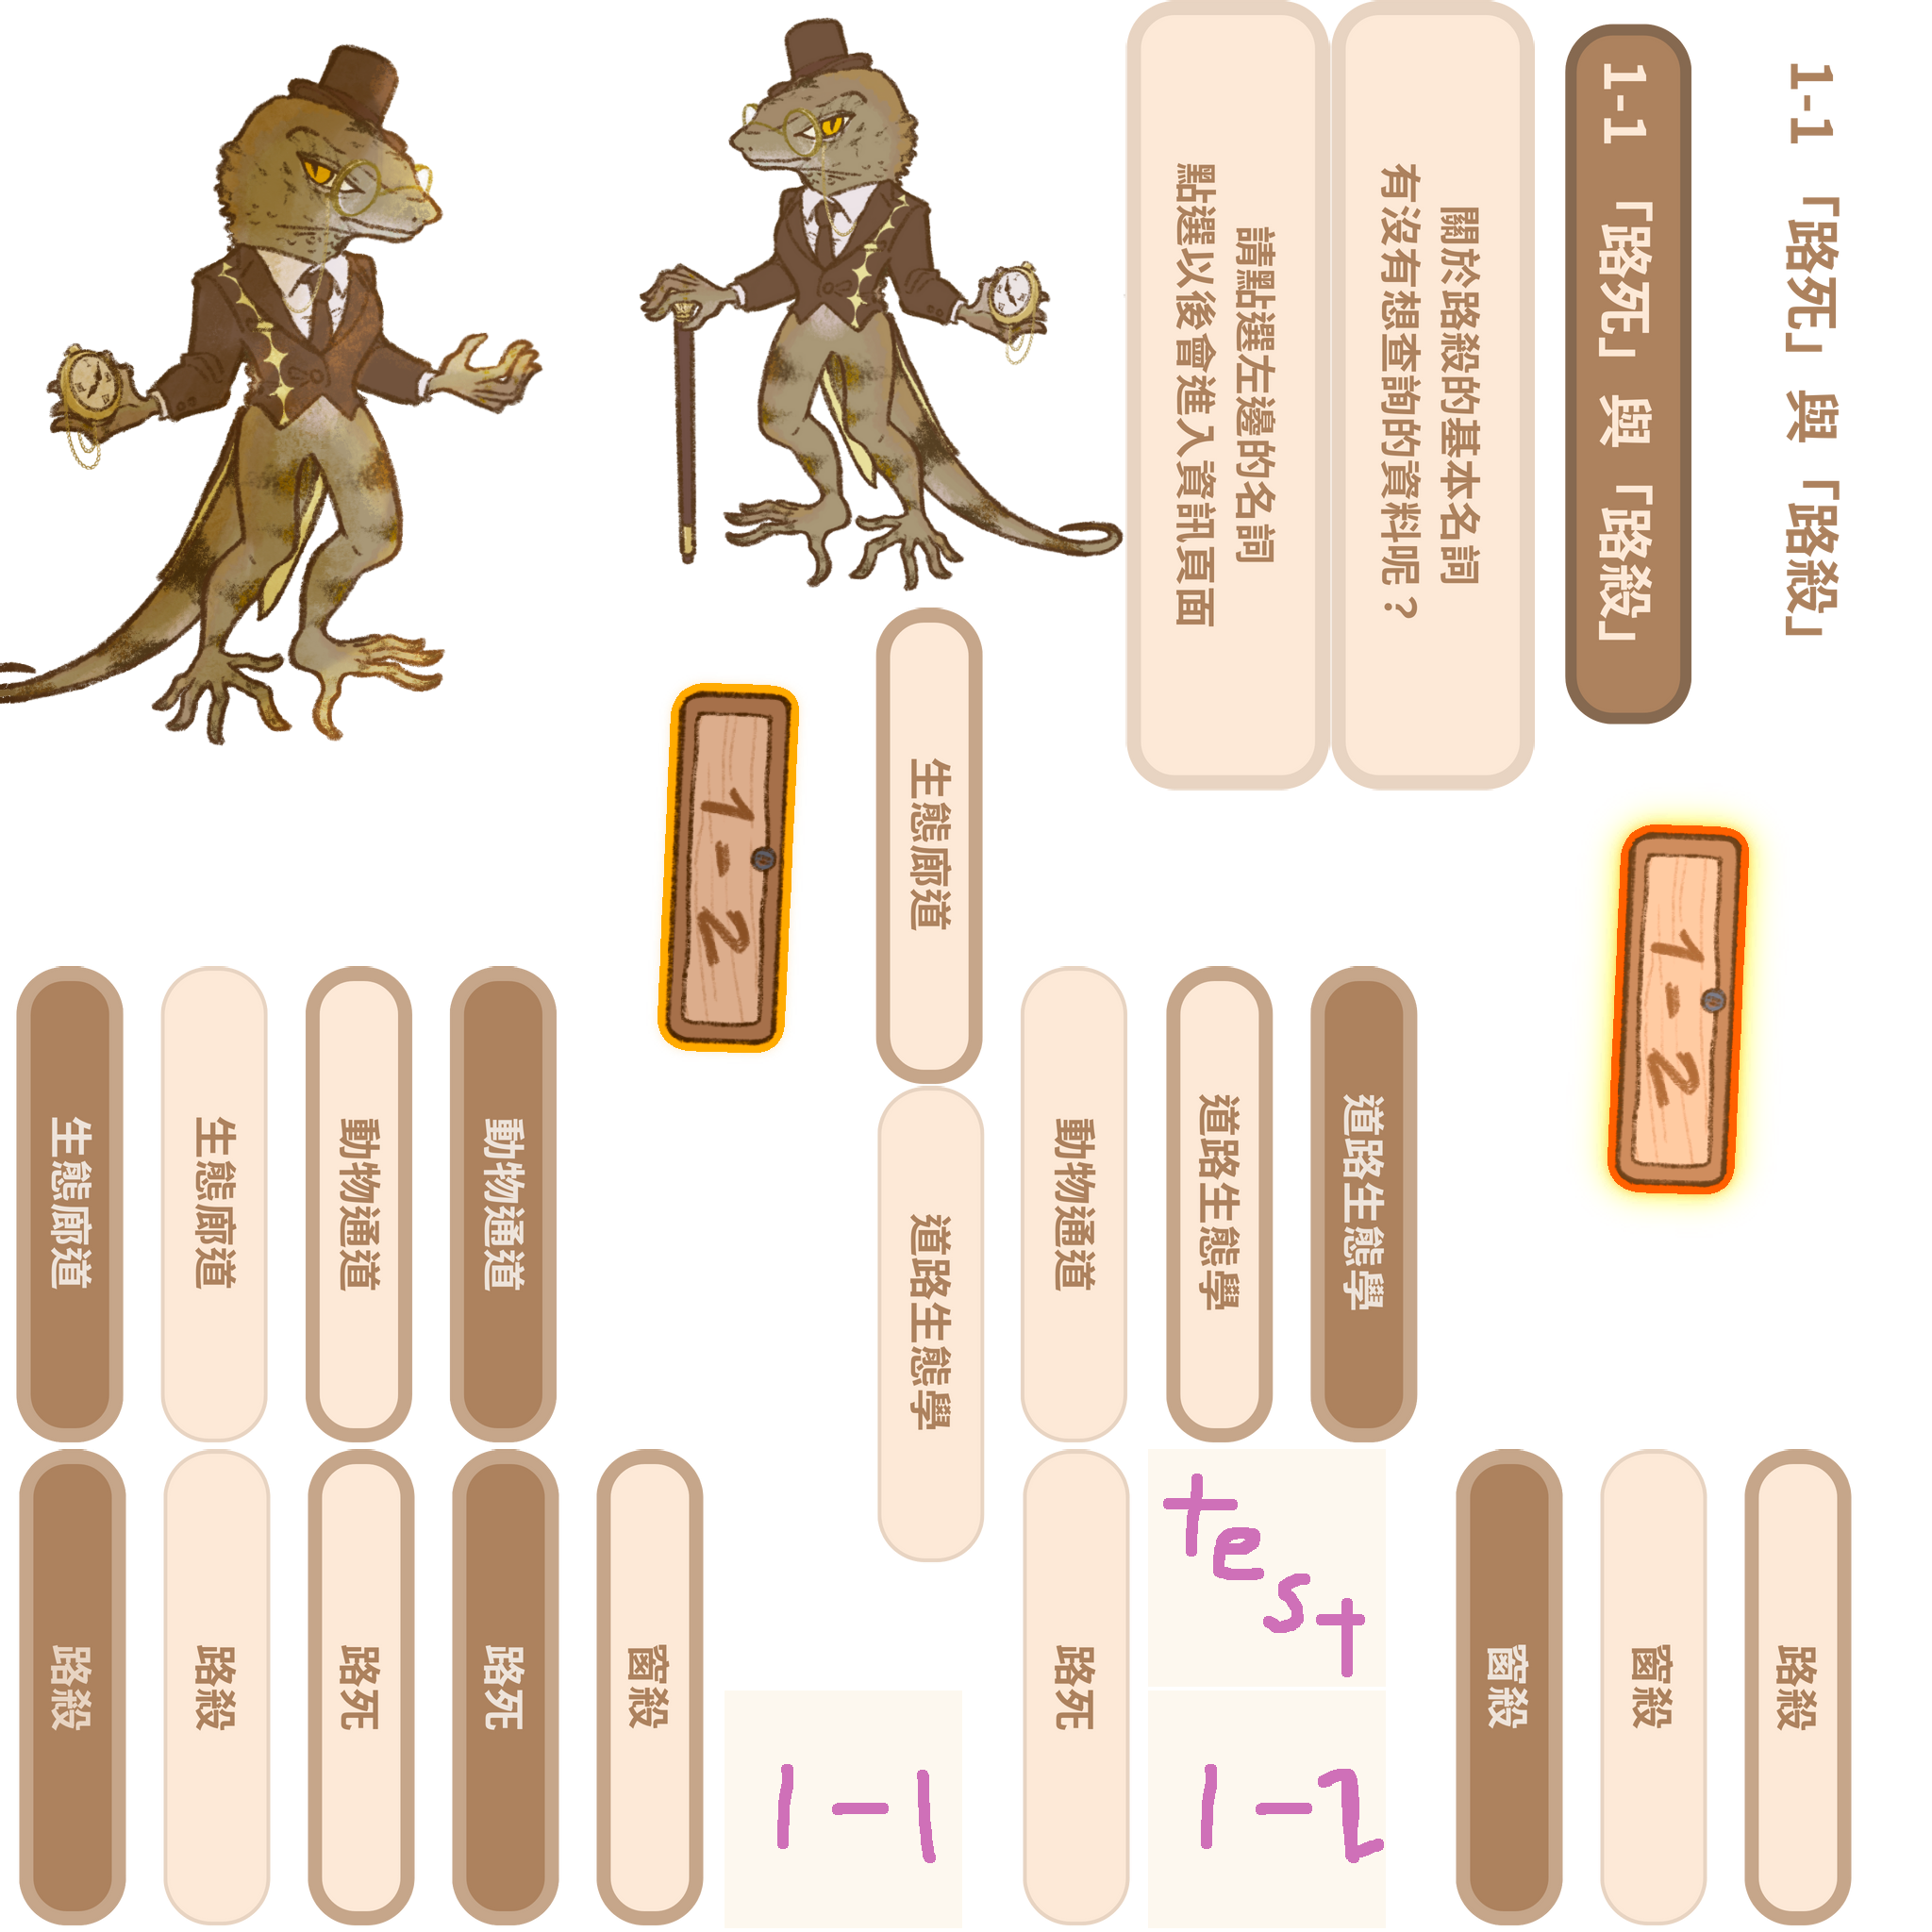 1-1 「路死」 與 「路殺」
1-1 「路死」 與 「路殺」
關於路殺的基本名詞
有沒有想查詢的資料呢?
請點選左邊的名詞
點選以後會進入資訊頁面
生態廊道
1-2
1-2
生態廊道
生態廊道
動物通道
動物通道
道路生態學
動物通道
道路生態學
道路生態學
路殺
路殺
路死
路死
窗殺
1-1
路死
test
1-2
窗殺
窗殺
路殺